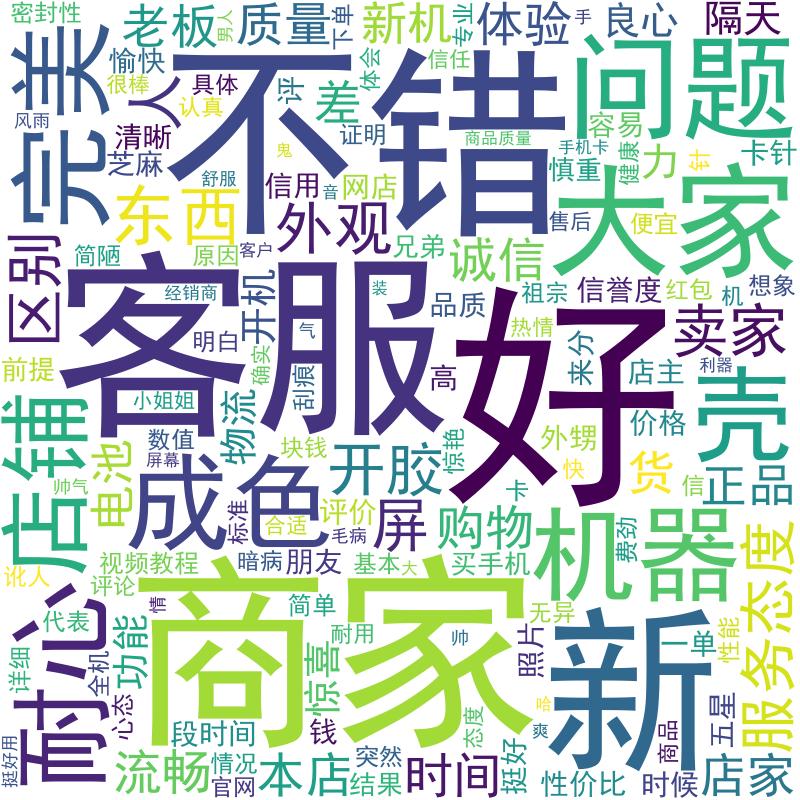 密封性
老板
男人
质量
下单
新机
专业
体验
手
良心
隔天
完美
愉快
很棒
人
具体
认真
评
差
体会
信任
不错
问题
风雨
清晰
芝麻
证明
商品质量
手机卡
容易
健康
慎重
力
针
卡针
鬼
舒服
音
信用
网店
东西
外观
兄弟
诚信
售后
便宜
大家
区别
简陋
原因
客户
经销商
开机
装
品质
祖宗
信誉度
红包
机
想象
客服
明白
气
热情
好
卖家
利器
前提
确实
刮痕
高
来分
店主
壳
小姐姐
店铺
物流
数值
屏幕
块钱
惊艳
外甥
价格
帅气
电池
成色
标准
开胶
卡
快
货
信
正品
合适
评价
毛病
屏
购物
机器
费劲
服务态度
讹人
视频教程
评论
暗病
朋友
基本
大
买手机
耐心
代表
功能
情
商家
简单
惊喜
耐用
帅
无异
照片
新
一单
性能
详细
全机
心态
钱
态度
挺好
哈
爽
商品
五星
挺好用
流畅
段时间
情况
官网
本店
突然
结果
时间
性价比
时候
店家